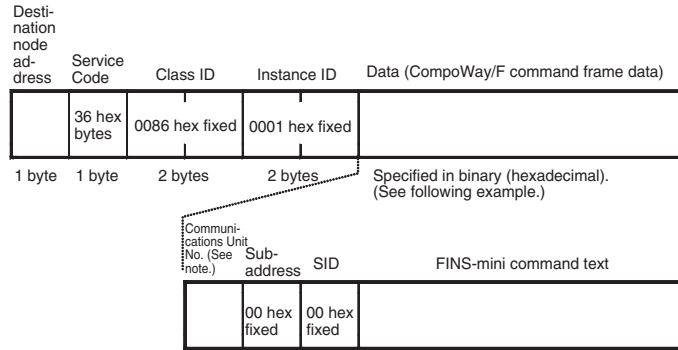 Desti-
nation
node
ad-
dress
Service
Code
Class ID
Instance ID
Data (CompoWay/F command frame data)
36 hex
bytes
0086 hex fixed
0001 hex fixed
1 byte
1 byte
2 bytes
2 bytes
Specified in binary (hexadecimal).
(See following example.)
Communi-
cations Unit
No. (See
note.)
Sub-
address
SID
FINS-mini command text
00 hex
fixed
00 hex
fixed